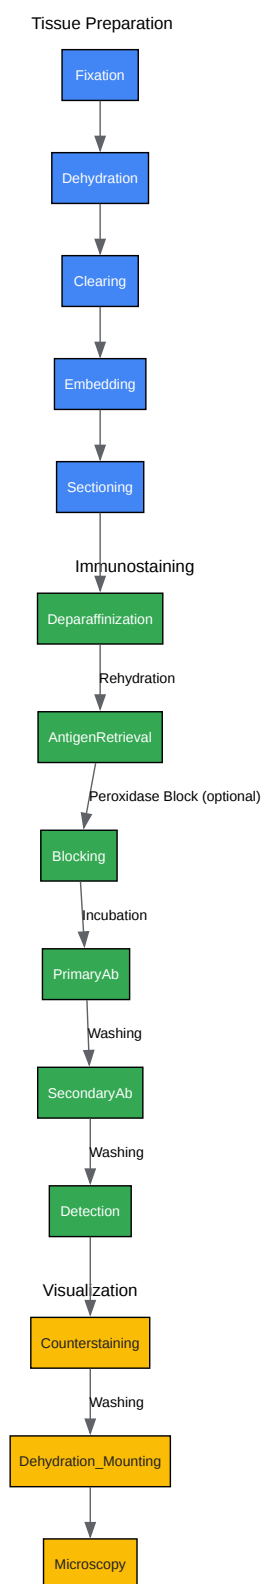 Tissue Preparation
Fixation
Dehydration
Clearing
Embedding
Sectioning
Immunostaining
Deparaffinization
Rehydration
AntigenRetrieval
Peroxidase Block (optional)
Blocking
Incubation
PrimaryAb
Washing
SecondaryAb
Washing
Detection
Visualization
Counterstaining
Washing
Dehydration_Mounting
Microscopy